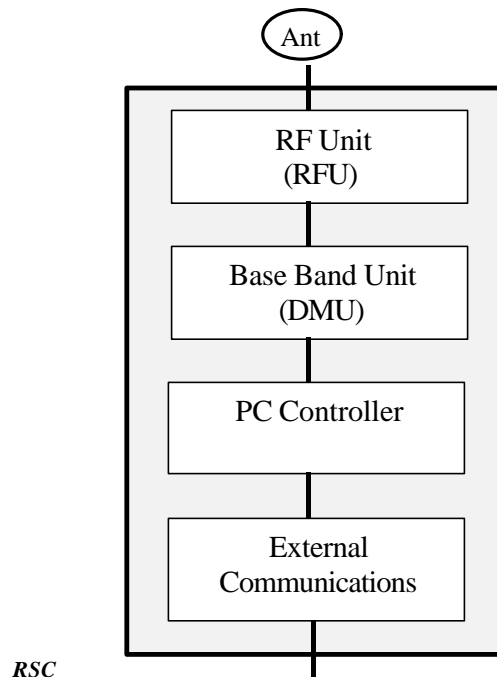 Ant
RF Unit
(RFU)
Base Band Unit
(DMU)
PC Controller
External
Communications
RSC